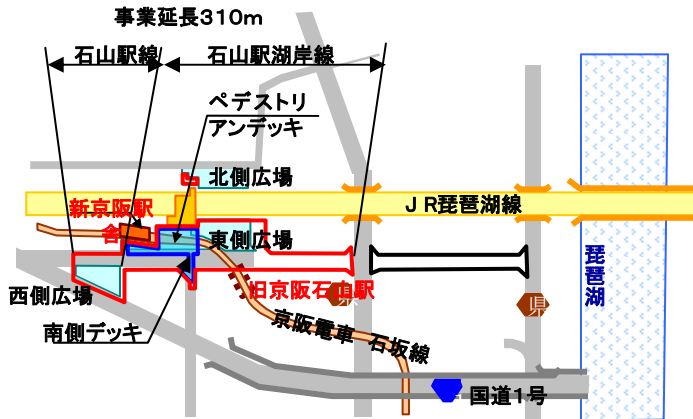 事業延長310m
石山駅線
石山駅湖岸線
ペデストリ
アンデッキ
北側広場
新京阪駅
舎
JR琵琶湖線
東側広場
琵琶湖
西側広場
旧京阪石山駅
県
県
南側デッキ
京阪電車 石坂線
国道1号